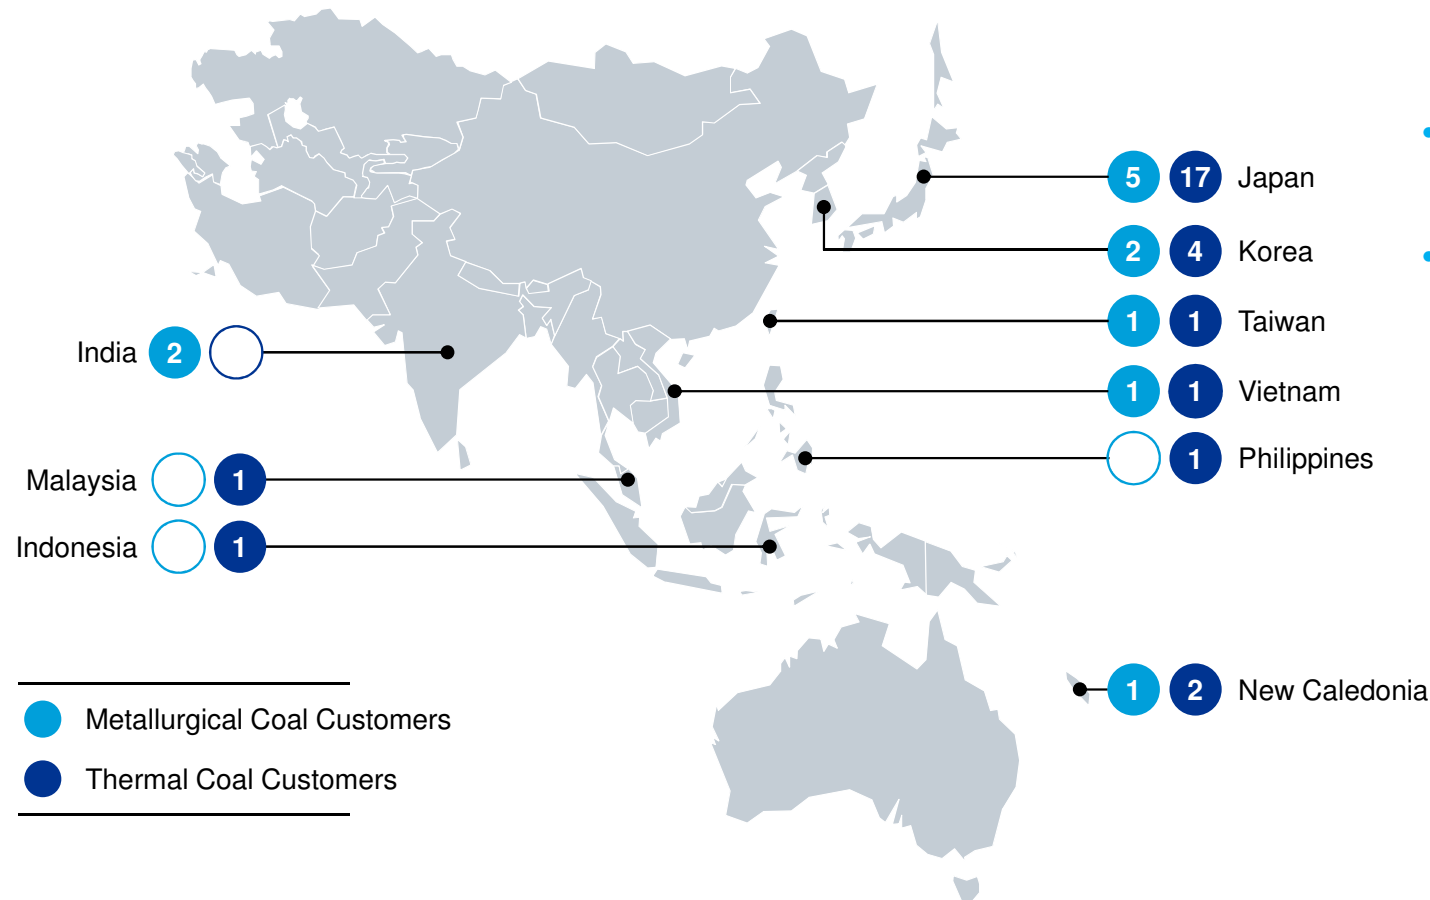 5 17 Japan
2 4 Korea
1 1 Taiwan
India 2
1 1 Vietnam
1 Philippines
Malaysia 1
Indonesia 1
1 2 New Caledonia
Metallurgical Coal Customers
Thermal Coal Customers